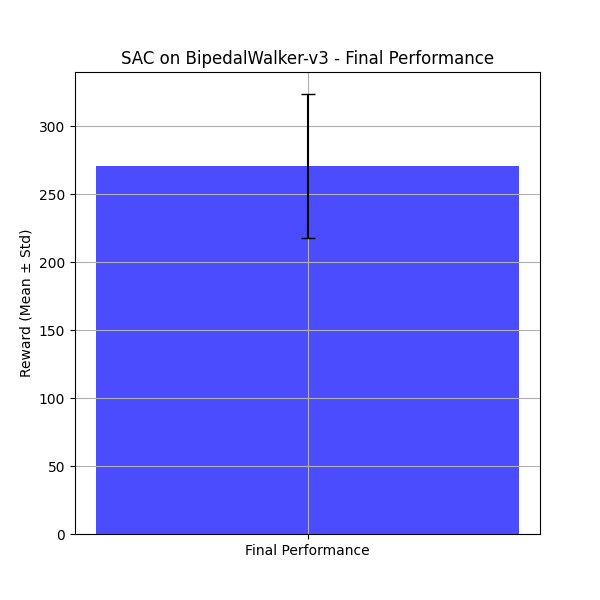 SAC on BipedalWalker-v3 - Final Performance
Reward (Mean ± Std)
300
250
200
150
100
50
0
Final Performance